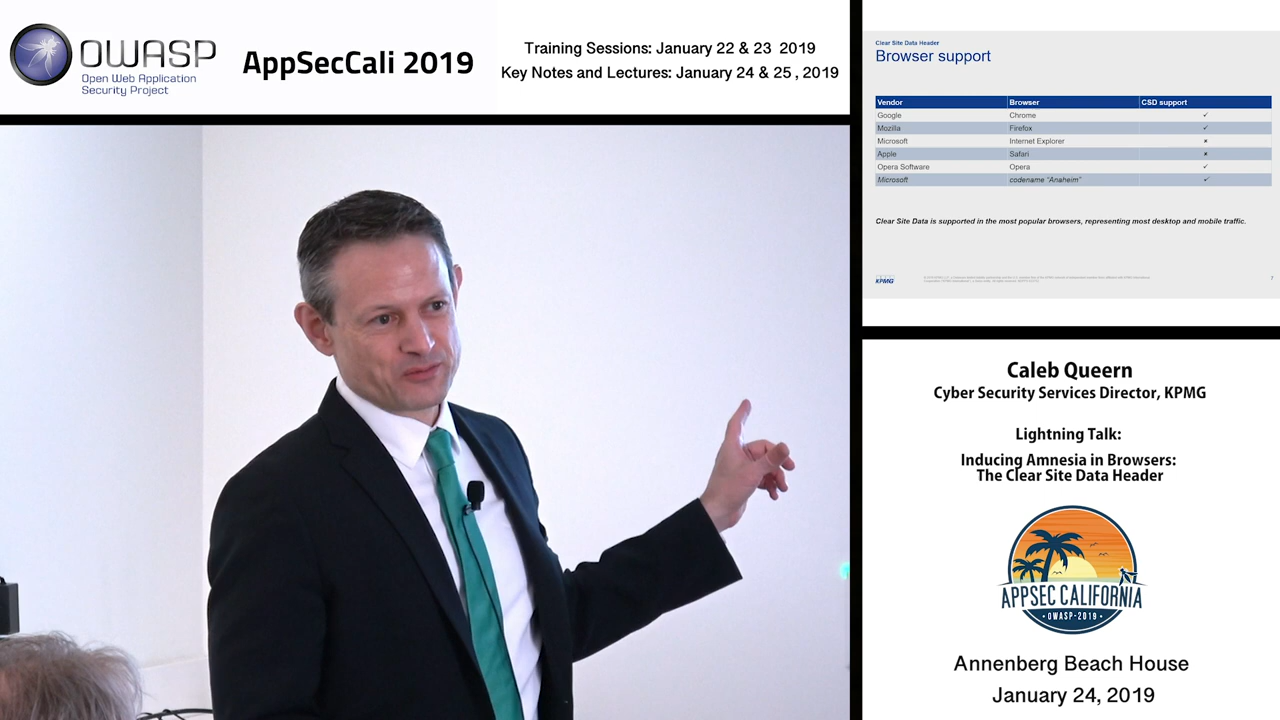 OWASP
Open Web Application
Security Project
AppSecCali 2019
Training Sessions: January 22 & 23 2019
Key Notes and Lectures: January 24 & 25 , 2019
Clear Site Data Header
Browser support
Vendor Browser CSD support
Google Chrome ✓
Mozilla Firefox ✓
Microsoft Internet Explorer ×
Apple Safari ×
Opera Software Opera ✓
Microsoft codename "Anaheim" ✓
Clear Site Data is supported in the most popular browsers, representing most desktop and mobile traffic.
KPMG
7
Caleb Queern
Cyber Security Services Director, KPMG
Lightning Talk:
Inducing Amnesia in Browsers:
The Clear Site Data Header
APPSEC CALIFORNIA
• OWASP-2019 •
Annenberg Beach House
January 24, 2019